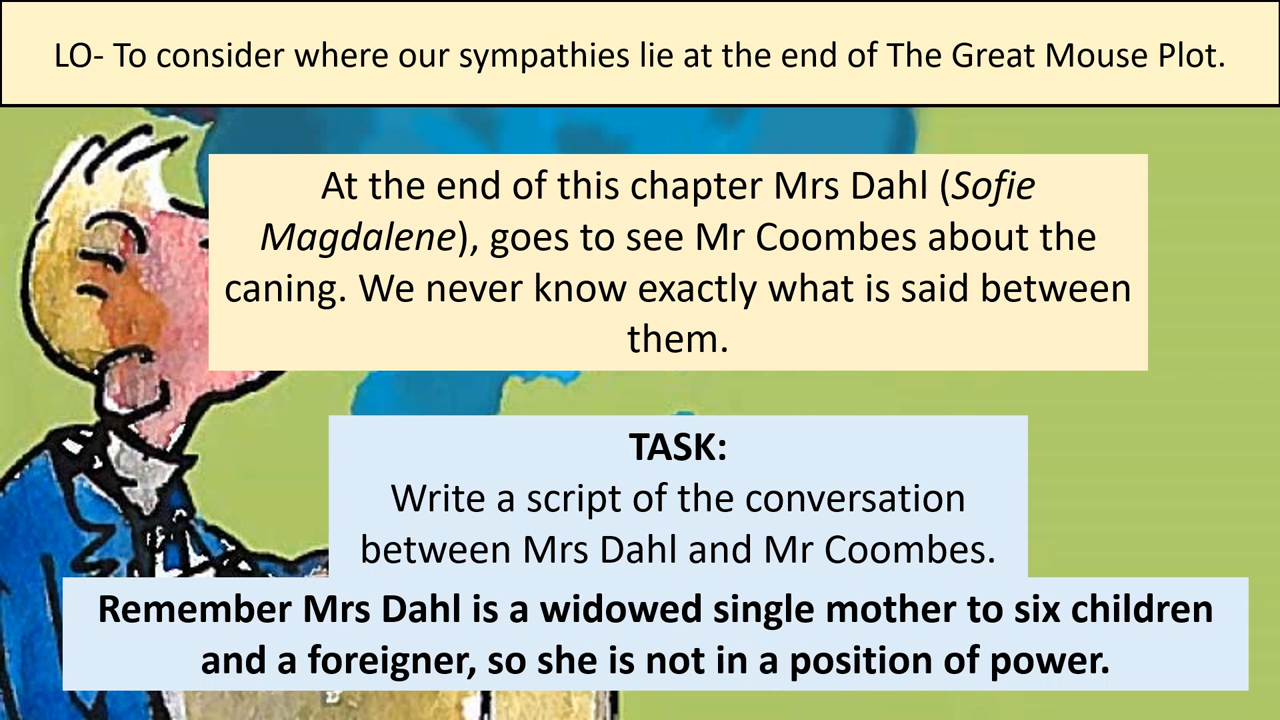 LO- To consider where our sympathies lie at the end of The Great Mouse Plot.
At the end of this chapter Mrs Dahl (Sofie
Magdalene), goes to see Mr Coombes about the
caning. We never know exactly what is said between
them.
TASK:
Write a script of the conversation
between Mrs Dahl and Mr Coombes.
Remember Mrs Dahl is a widowed single mother to six children
and a foreigner, so she is not in a position of power.